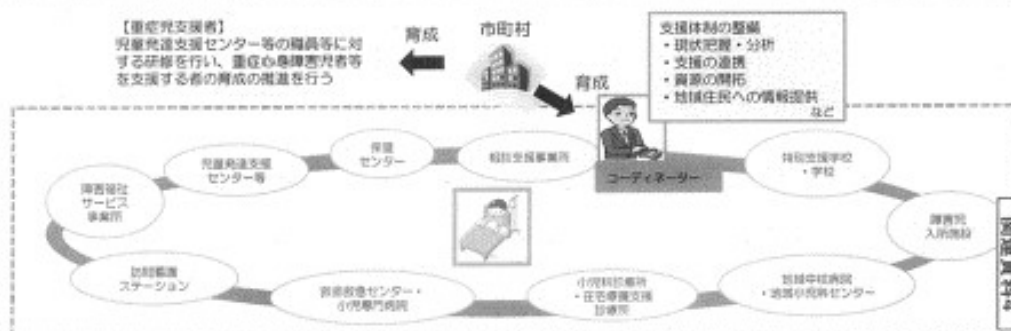 【重症児支援者】
児童発達支援センター等の職員等に対
する研修を行い、重症心身障害児者等
を支援する者の育成の推進を行う
育成
市町村
育成
支援体制の整備
・現状把握・分析
・支援の連携
・資源の開拓
・地域住民への情報提供
など
コーディネーター
相談支援事業所
保健
センター
児童発達支援
センター等
障害福祉
サービス
事業所
訪問看護
ステーション
小児専門病院
小児科診療所
・在宅療養支援
診療所
地域中核病院
・地域小児科センター
障害児
入所施設
特別支援学校
・学校
関連資料